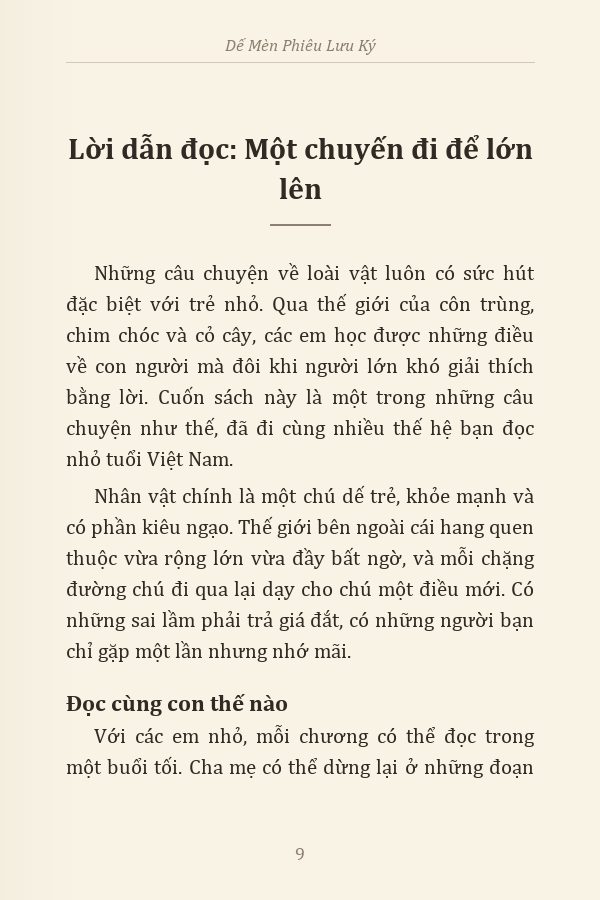 Dế Mèn Phiêu Lưu Ký
Lời dẫn đọc: Một chuyến đi để lớn
lên
Những câu chuyện về loài vật luôn có sức hút
đặc biệt với trẻ nhỏ. Qua thế giới của côn trùng,
chim chóc và cỏ cây, các em học được những điều
về con người mà đôi khi người lớn khó giải thích
bằng lời. Cuốn sách này là một trong những câu
chuyện như thế, đã đi cùng nhiều thế hệ bạn đọc
nhỏ tuổi Việt Nam.
Nhân vật chính là một chú dế trẻ, khỏe mạnh và
có phần kiêu ngạo. Thế giới bên ngoài cái hang quen
thuộc vừa rộng lớn vừa đầy bất ngờ, và mỗi chặng
đường chú đi qua lại dạy cho chú một điều mới. Có
những sai lầm phải trả giá đắt, có những người bạn
chỉ gặp một lần nhưng nhớ mãi.
Đọc cùng con thế nào
Với các em nhỏ, mỗi chương có thể đọc trong
một buổi tối. Cha mẹ có thể dừng lại ở những đoạn
9